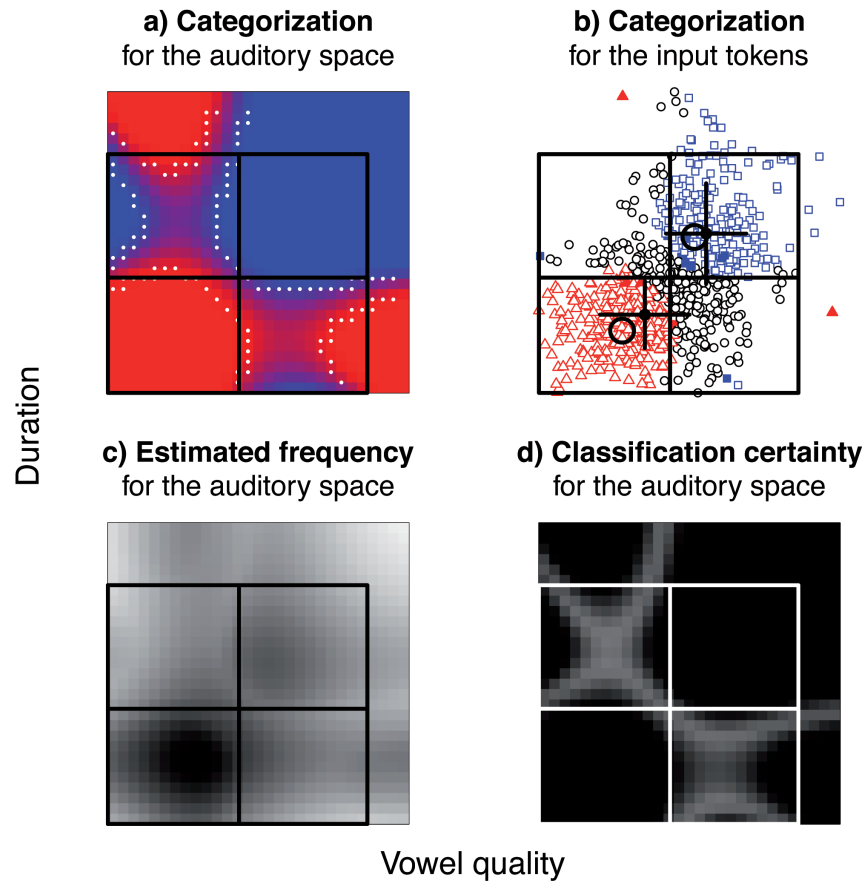 a) Categorization
for the auditory space
b) Categorization
for the input tokens
Duration
c) Estimated frequency
for the auditory space
d) Classification certainty
for the auditory space
Vowel quality